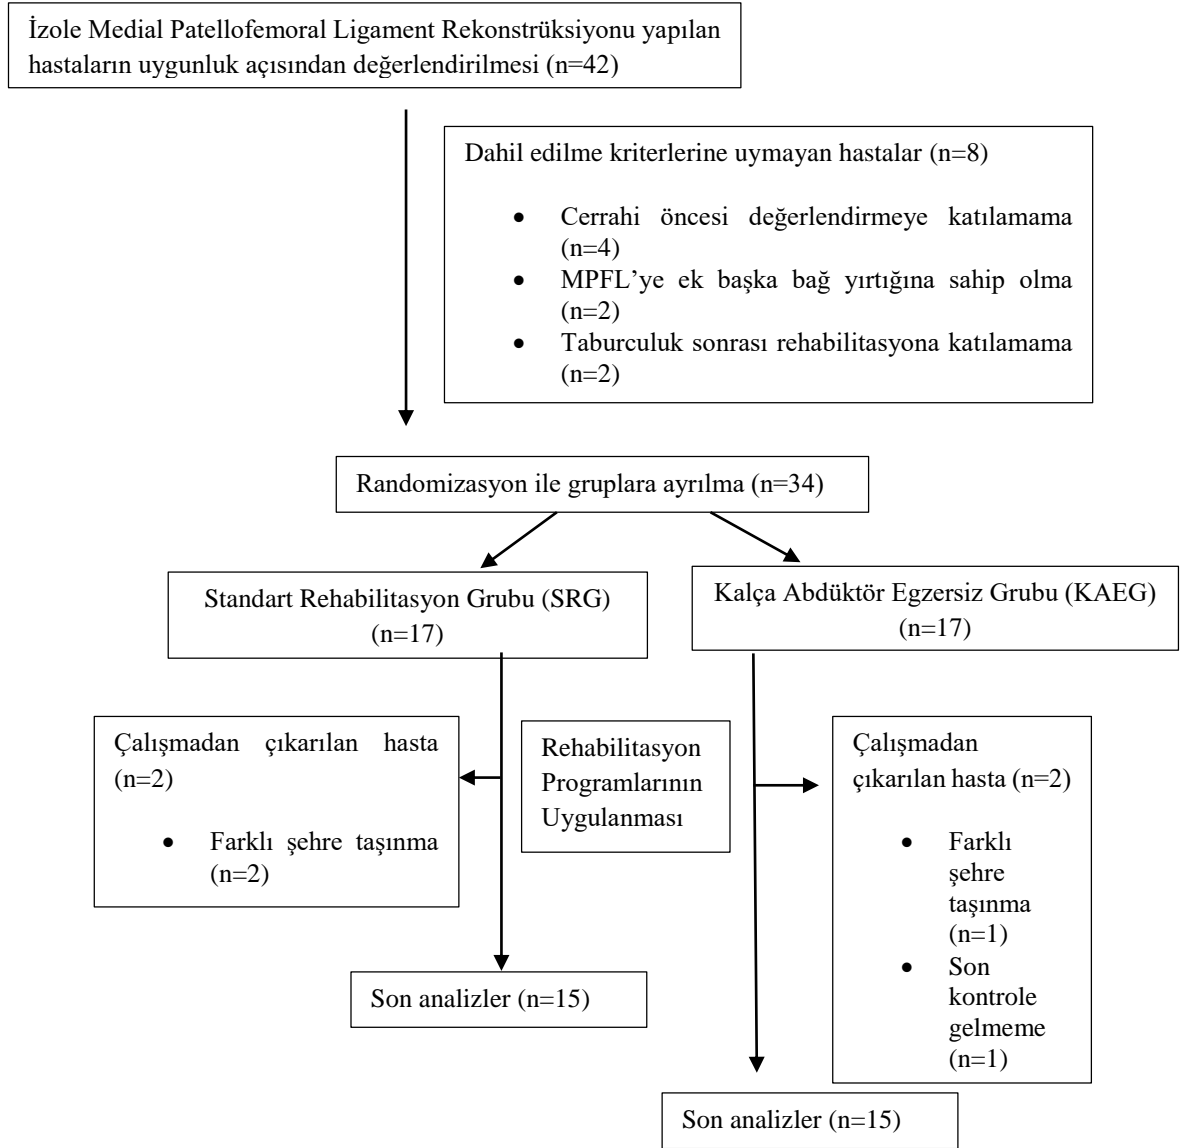 İzole Medial Patellofemoral Ligament Rekonstrüksiyonu yapılan
hastaların uygunluk açısından değerlendirilmesi (n=42)
Dahil edilme kriterlerine uymayan hastalar (n=8)
• Cerrahi öncesi değerlendirmeye katılamama
(n=4)
• MPFL’ye ek başka bağ yırtığına sahip olma
(n=2)
• Taburculuk sonrası rehabilitasyona katılamama
(n=2)
Randomizasyon ile gruplara ayrılma (n=34)
Standart Rehabilitasyon Grubu (SRG)
(n=17)
Kalça Abdüktör Egzersiz Grubu (KAEG)
(n=17)
Çalışmadan çıkarılan hasta
(n=2)
• Farklı şehre taşınma
(n=2)
Rehabilitasyon
Programlarının
Uygulanması
Çalışmadan
çıkarılan hasta (n=2)
• Farklı
şehre
taşınma
(n=1)
• Son
kontrole
gelmeme
(n=1)
Son analizler (n=15)
Son analizler (n=15)